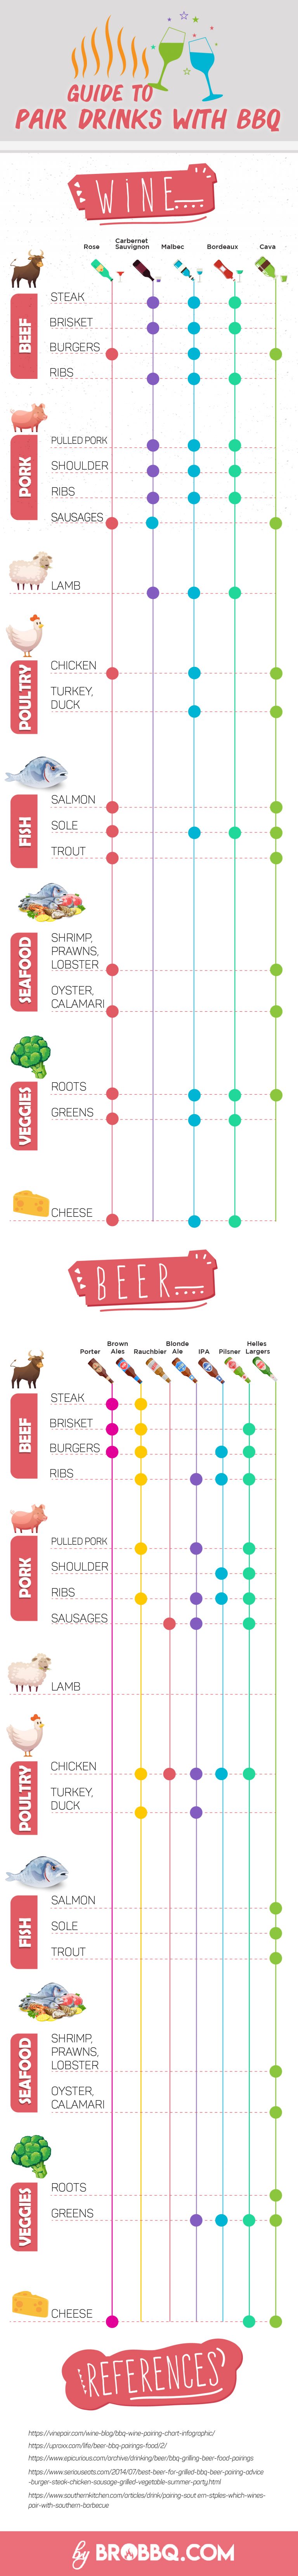 GUIDE TO
PAIR DRINKS WITH BBQ
WINE
Rose
Carbernet
Sauvignon
Malbec
Bordeaux
Cava
BEEF
STEAK
BRISKET
BURGERS
RIBS
PORK
PULLED PORK
SHOULDER
RIBS
SAUSAGES
LAMB
POULTRY
CHICKEN
TURKEY,
DUCK
FISH
SALMON
SOLE
TROUT
SEAFOOD
SHRIMP,
PRAWNS,
LOBSTER
OYSTER,
CALAMARI
VEGGIES
ROOTS
GREENS
CHEESE
BEER
Porter
Brown
Ales
Rauchbier
Blonde
Ale
IPA
Pilsner
Helles
Largers
BEEF
STEAK
BRISKET
BURGERS
RIBS
PORK
PULLED PORK
SHOULDER
RIBS
SAUSAGES
LAMB
POULTRY
CHICKEN
TURKEY,
DUCK
FISH
SALMON
SOLE
TROUT
SEAFOOD
SHRIMP,
PRAWNS,
LOBSTER
OYSTER,
CALAMARI
VEGGIES
ROOTS
GREENS
CHEESE
REFERENCES
https://vinepair.com/wine-blog/bbq-wine-pairing-chart-infographic/
https://uproxx.com/life/beer-bbq-pairings-food/2/
https://www.epicurious.com/archive/drinking/beer/bbq-grilling-beer-food-pairings
https://www.seriouseats.com/2014/07/best-beer-for-grilled-bbq-beer-pairing-advice
-burger-steak-chicken-sausage-grilled-vegetable-summer-party.html
https://www.southernkitchen.com/articles/drink/pairing-sout ern-stples-which-wines-
pair-with-southern-barbecue
by BROBBQ.COM